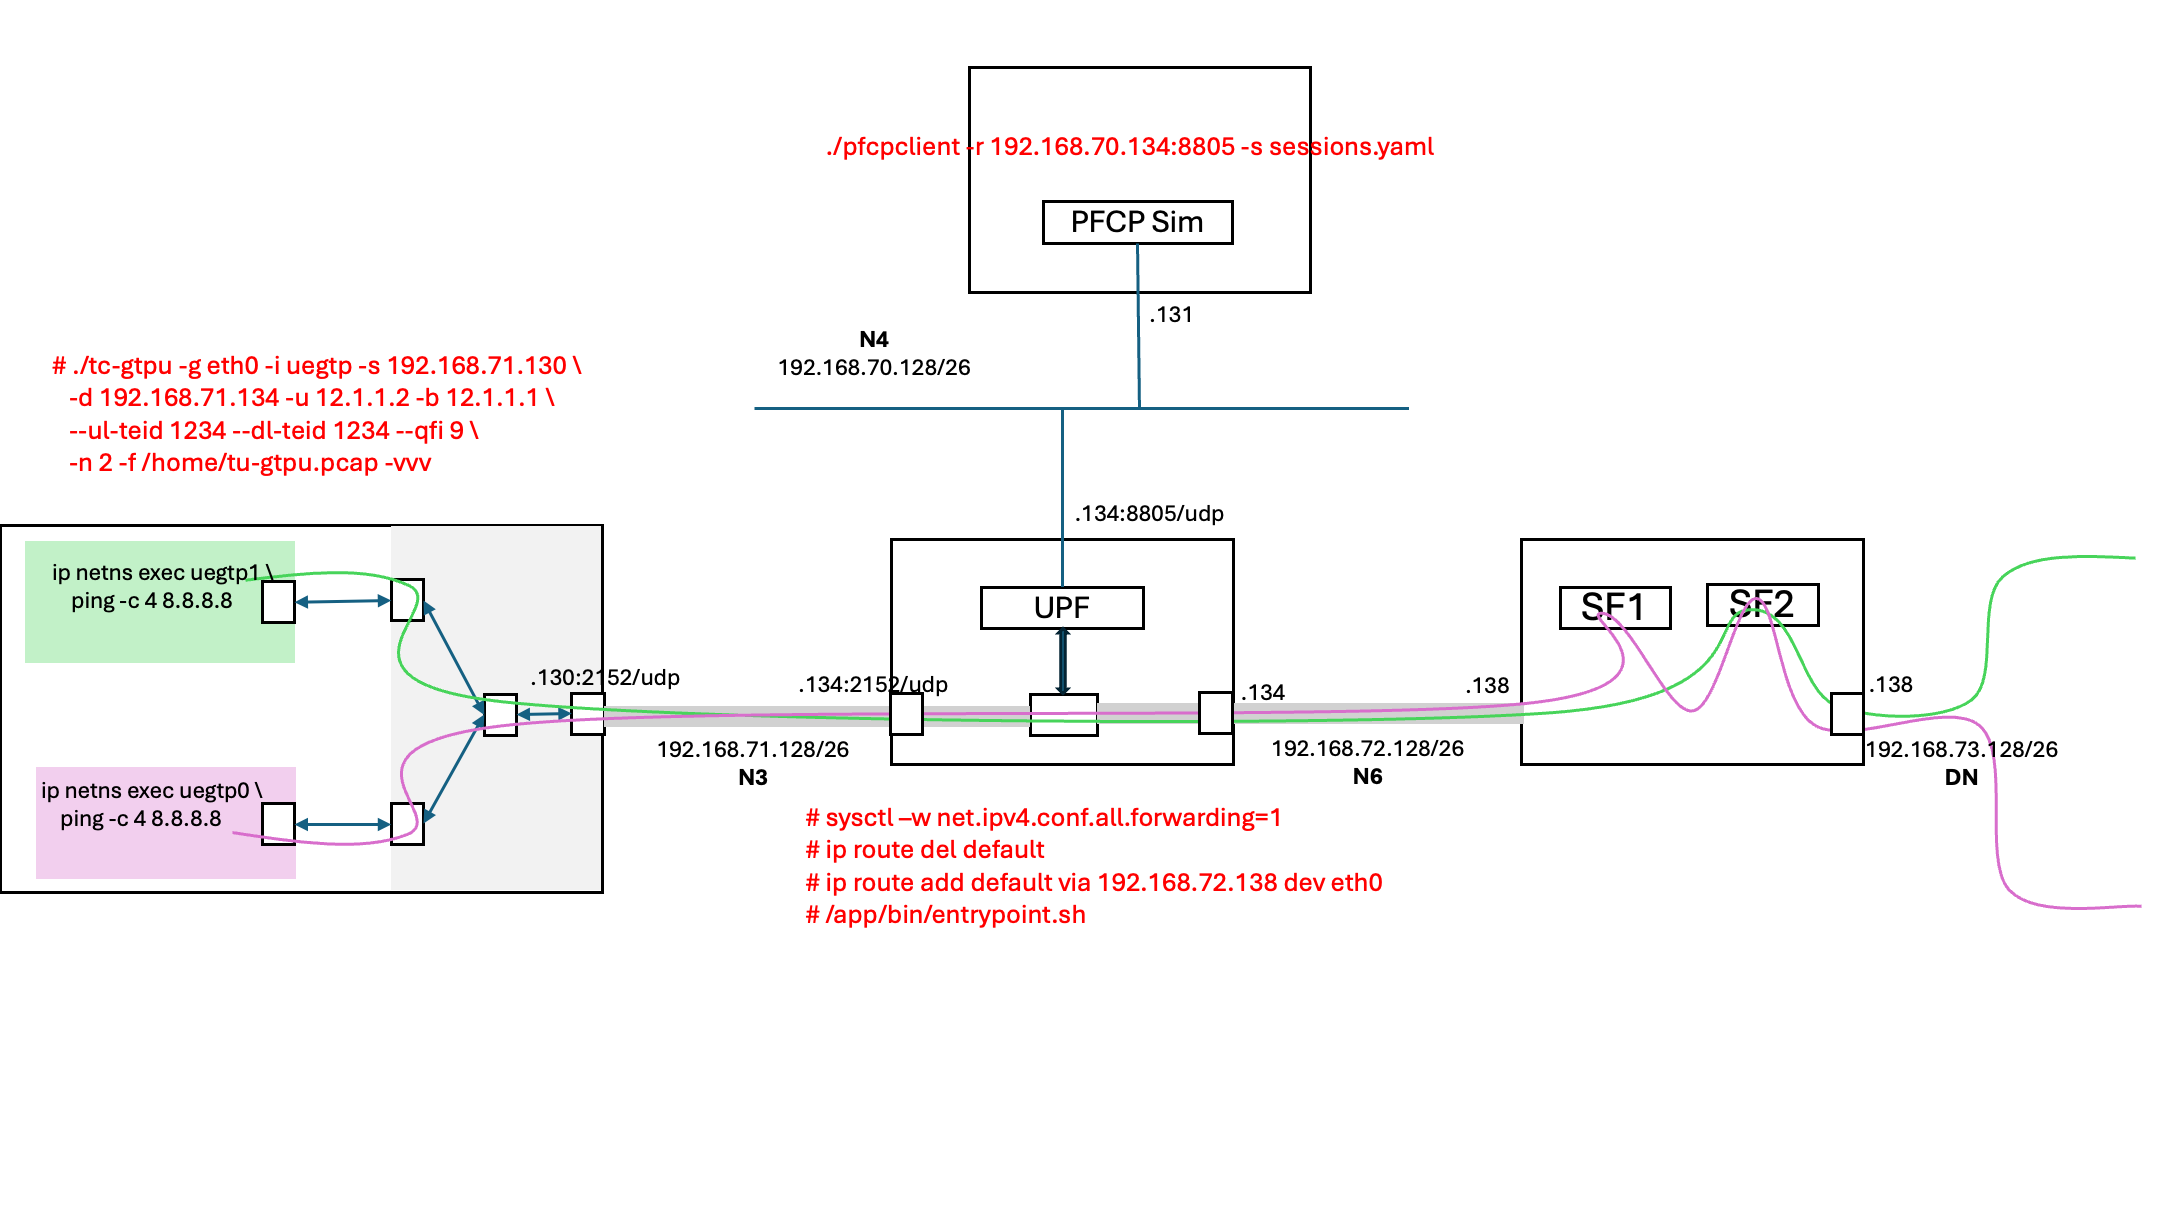 ./pfcpclient -r 192.168.70.134:8805 -s sessions.yaml
PFCP Sim
.131
N4
192.168.70.128/26
# ./tc-gtpu -g eth0 -i uegtp -s 192.168.71.130 \
-d 192.168.71.134 -u 12.1.1.2 -b 12.1.1.1 \
--ul-teid 1234 --dl-teid 1234 --qfi 9 \
-n 2 -f /home/tu-gtpu.pcap -vvv
.134:8805/udp
ip netns exec uegtp1 \
ping -c 4 8.8.8.8
UPF
SF1
SF2
.130:2152/udp
.134:2152/udp
.134
.138
.138
192.168.71.128/26
N3
192.168.72.128/26
N6
192.168.73.128/26
DN
ip netns exec uegtp0 \
ping -c 4 8.8.8.8
# sysctl –w net.ipv4.conf.all.forwarding=1
# ip route del default
# ip route add default via 192.168.72.138 dev eth0
# /app/bin/entrypoint.sh